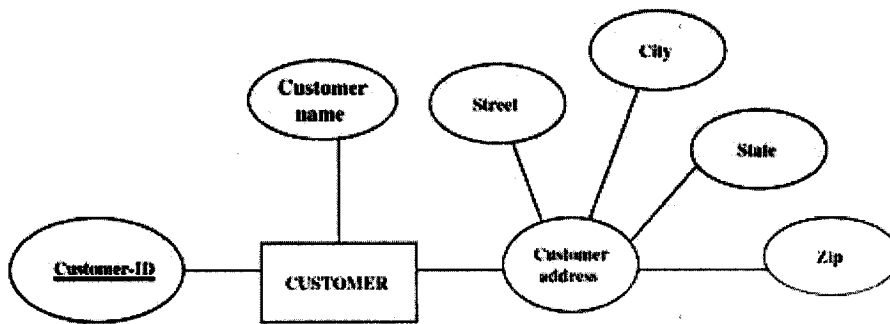 City
Customer
name
Street
State
Customer-ID
CUSTOMER
Customer
address
Zip